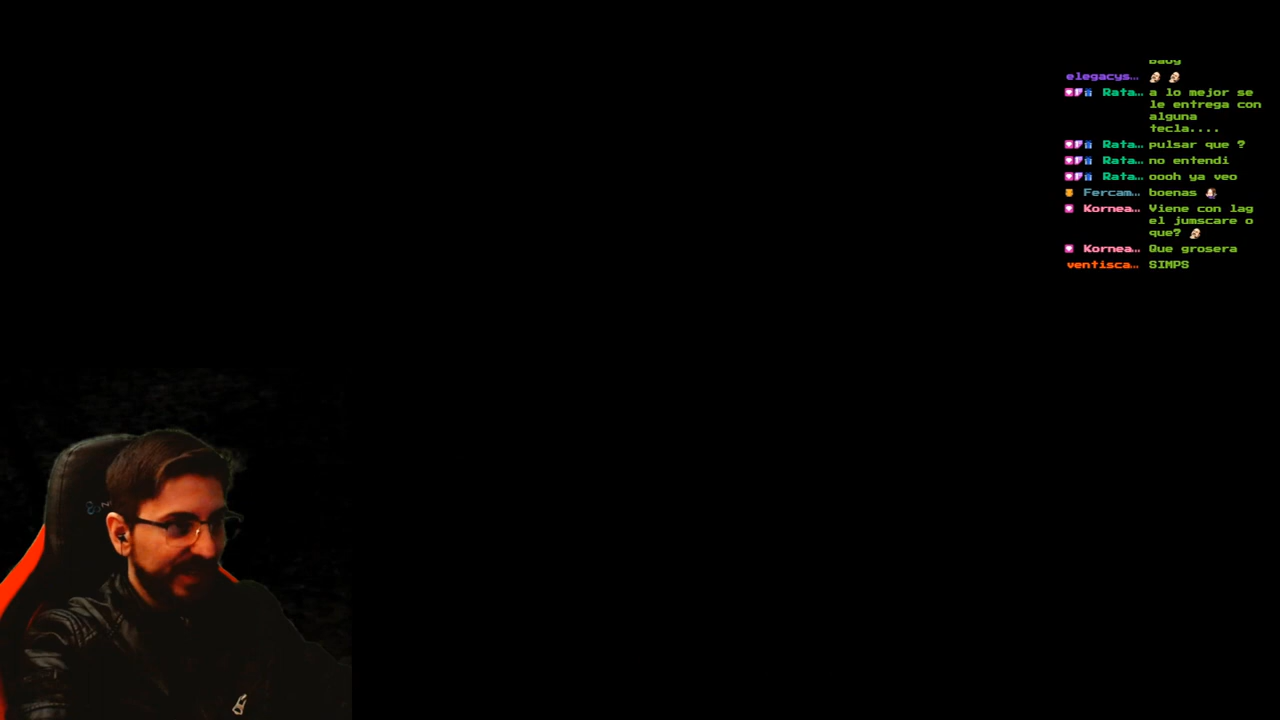 elegacys...
Rata... a lo mejor se
le entrega con
alguna
tecla....
Rata... pulsar que ?
Rata... no entendi
Rata... oooh ya veo
Fercam... boenas
Kornea... Viene con lag
el jumscare o
que?
Kornea... Que grosera
ventisca... SIMPS